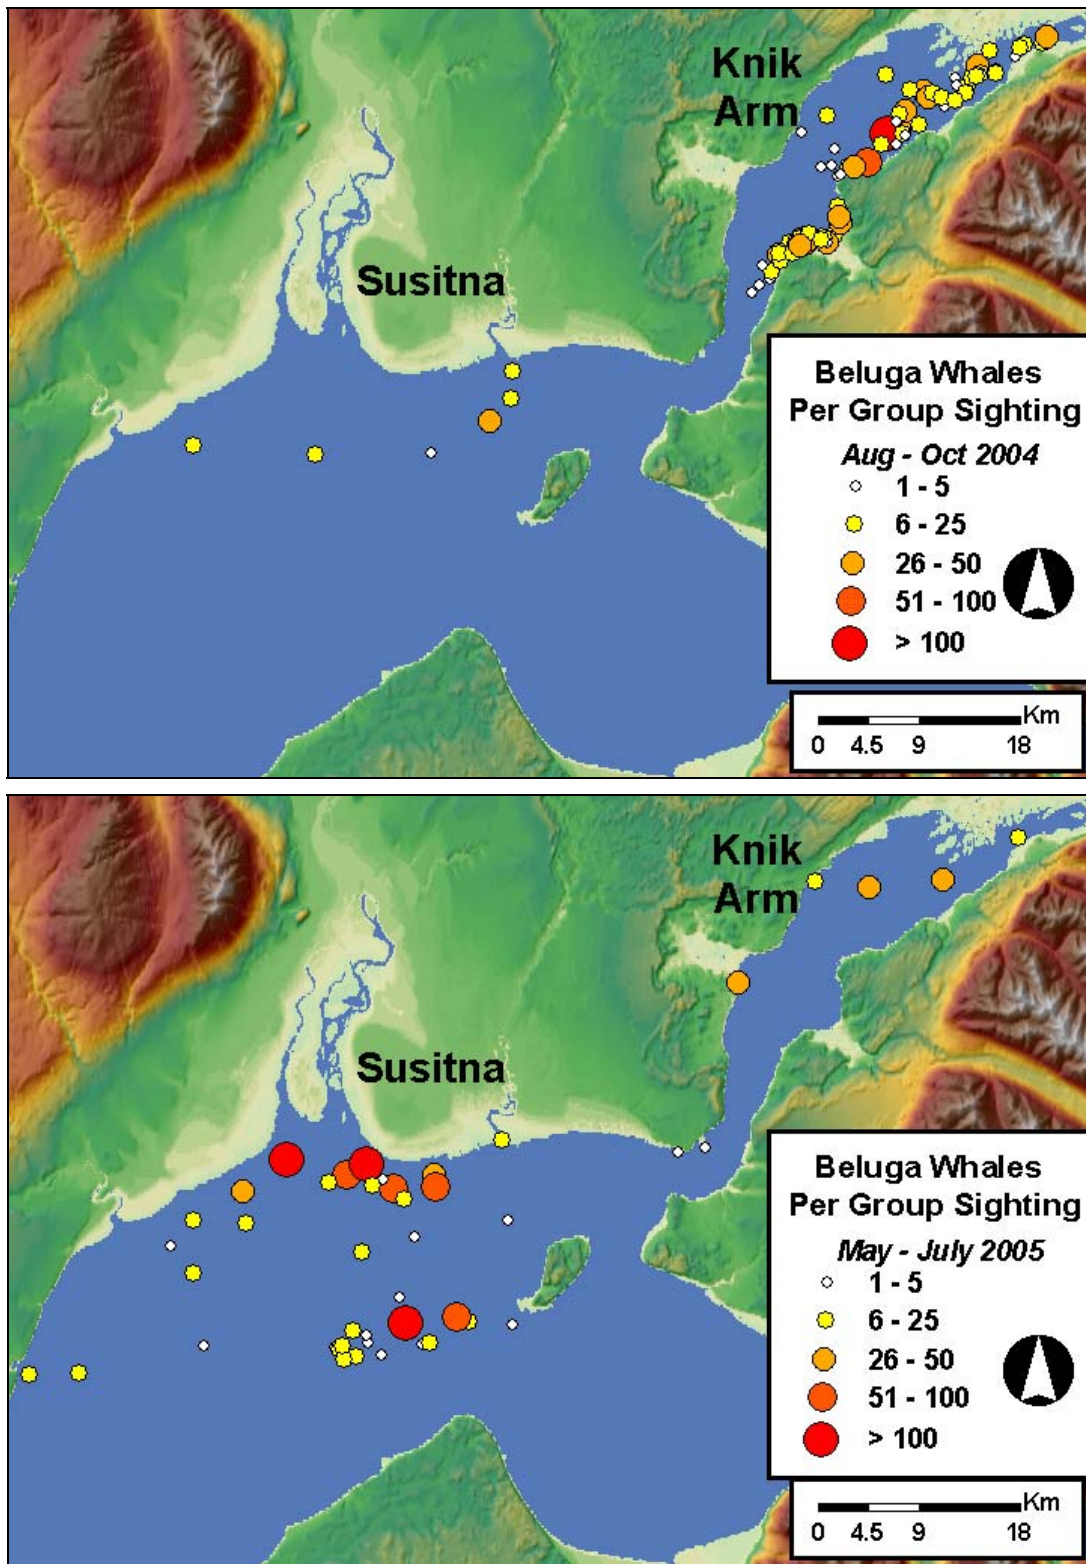 Knik
Arm
Susitna
Beluga Whales
Per Group Sighting
Aug - Oct 2004
1 - 5
6 - 25
26 - 50
51 - 100
> 100
Km
0 4.5 9 18
Knik
Arm
Susitna
Beluga Whales
Per Group Sighting
May - July 2005
1 - 5
6 - 25
26 - 50
51 - 100
> 100
Km
0 4.5 9 18